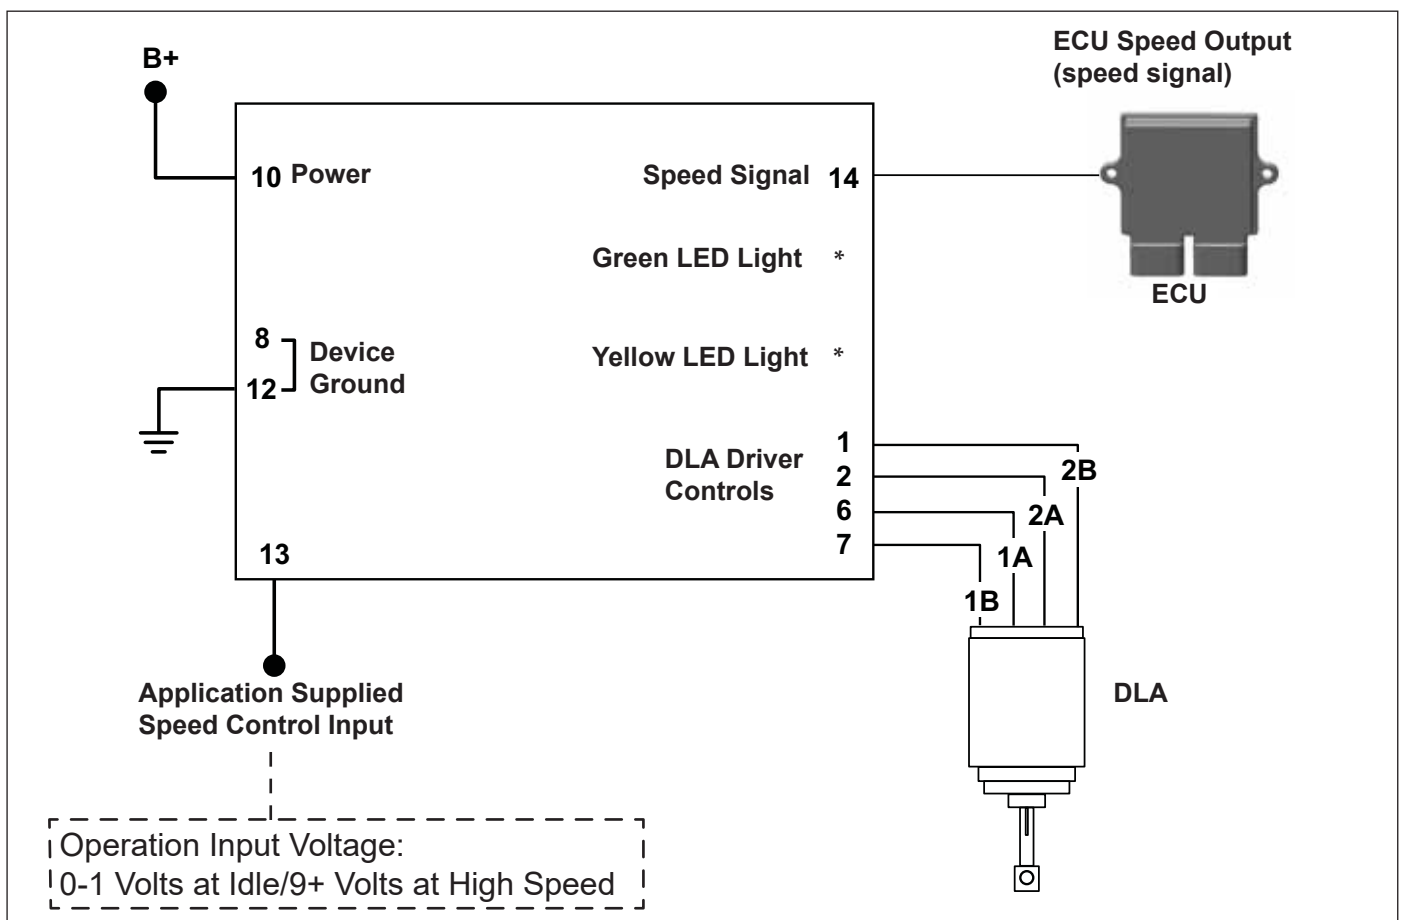 ECU Speed Output
(speed signal)
B+
10 Power
Speed Signal 14
Green LED Light *
ECU
8
Device
Ground
12
Yellow LED Light *
DLA Driver
Controls
1
2
6
7
2B
2A
1A
1B
13
Application Supplied
Speed Control Input
DLA
Operation Input Voltage:
0-1 Volts at Idle/9+ Volts at High Speed